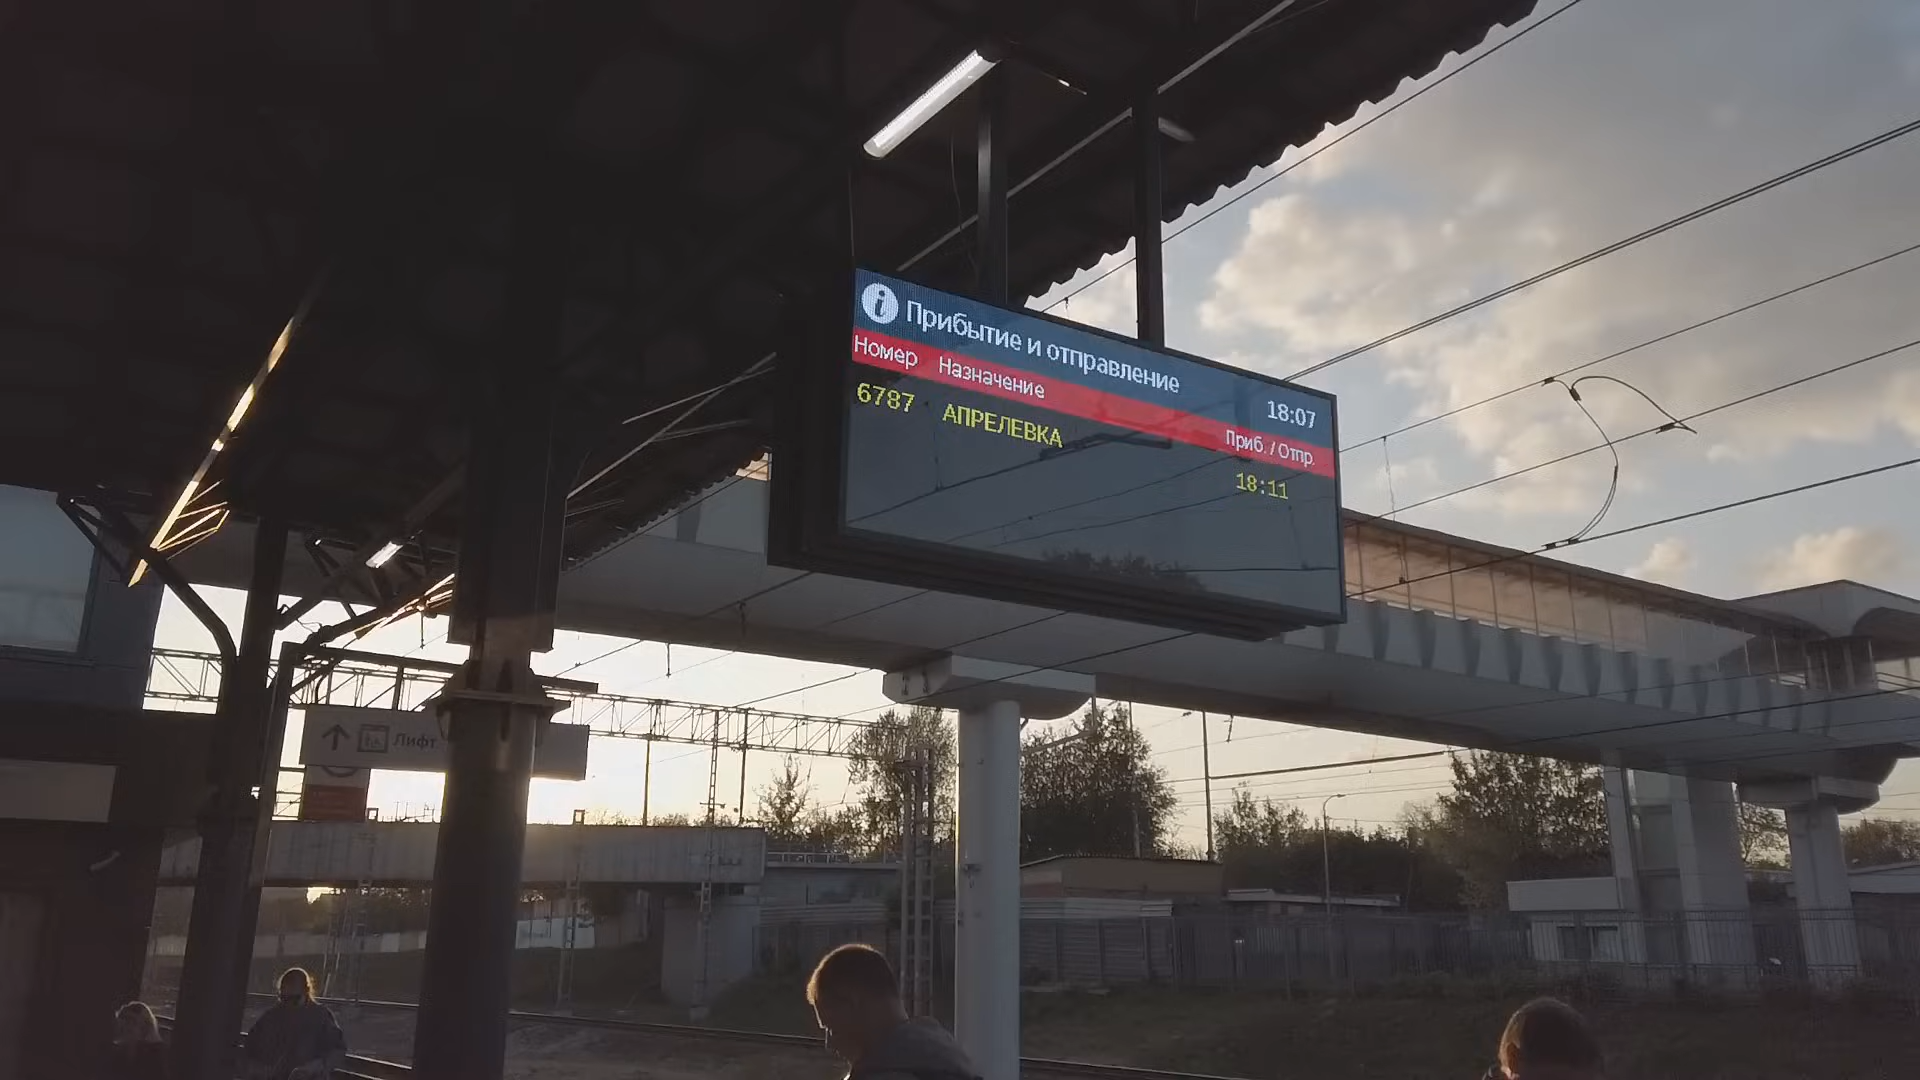 Прибытие и отправление 18:07
Номер Назначение Приб. / Отпр.
6787 АПРЕЛЕВКА 18:11
Лифт